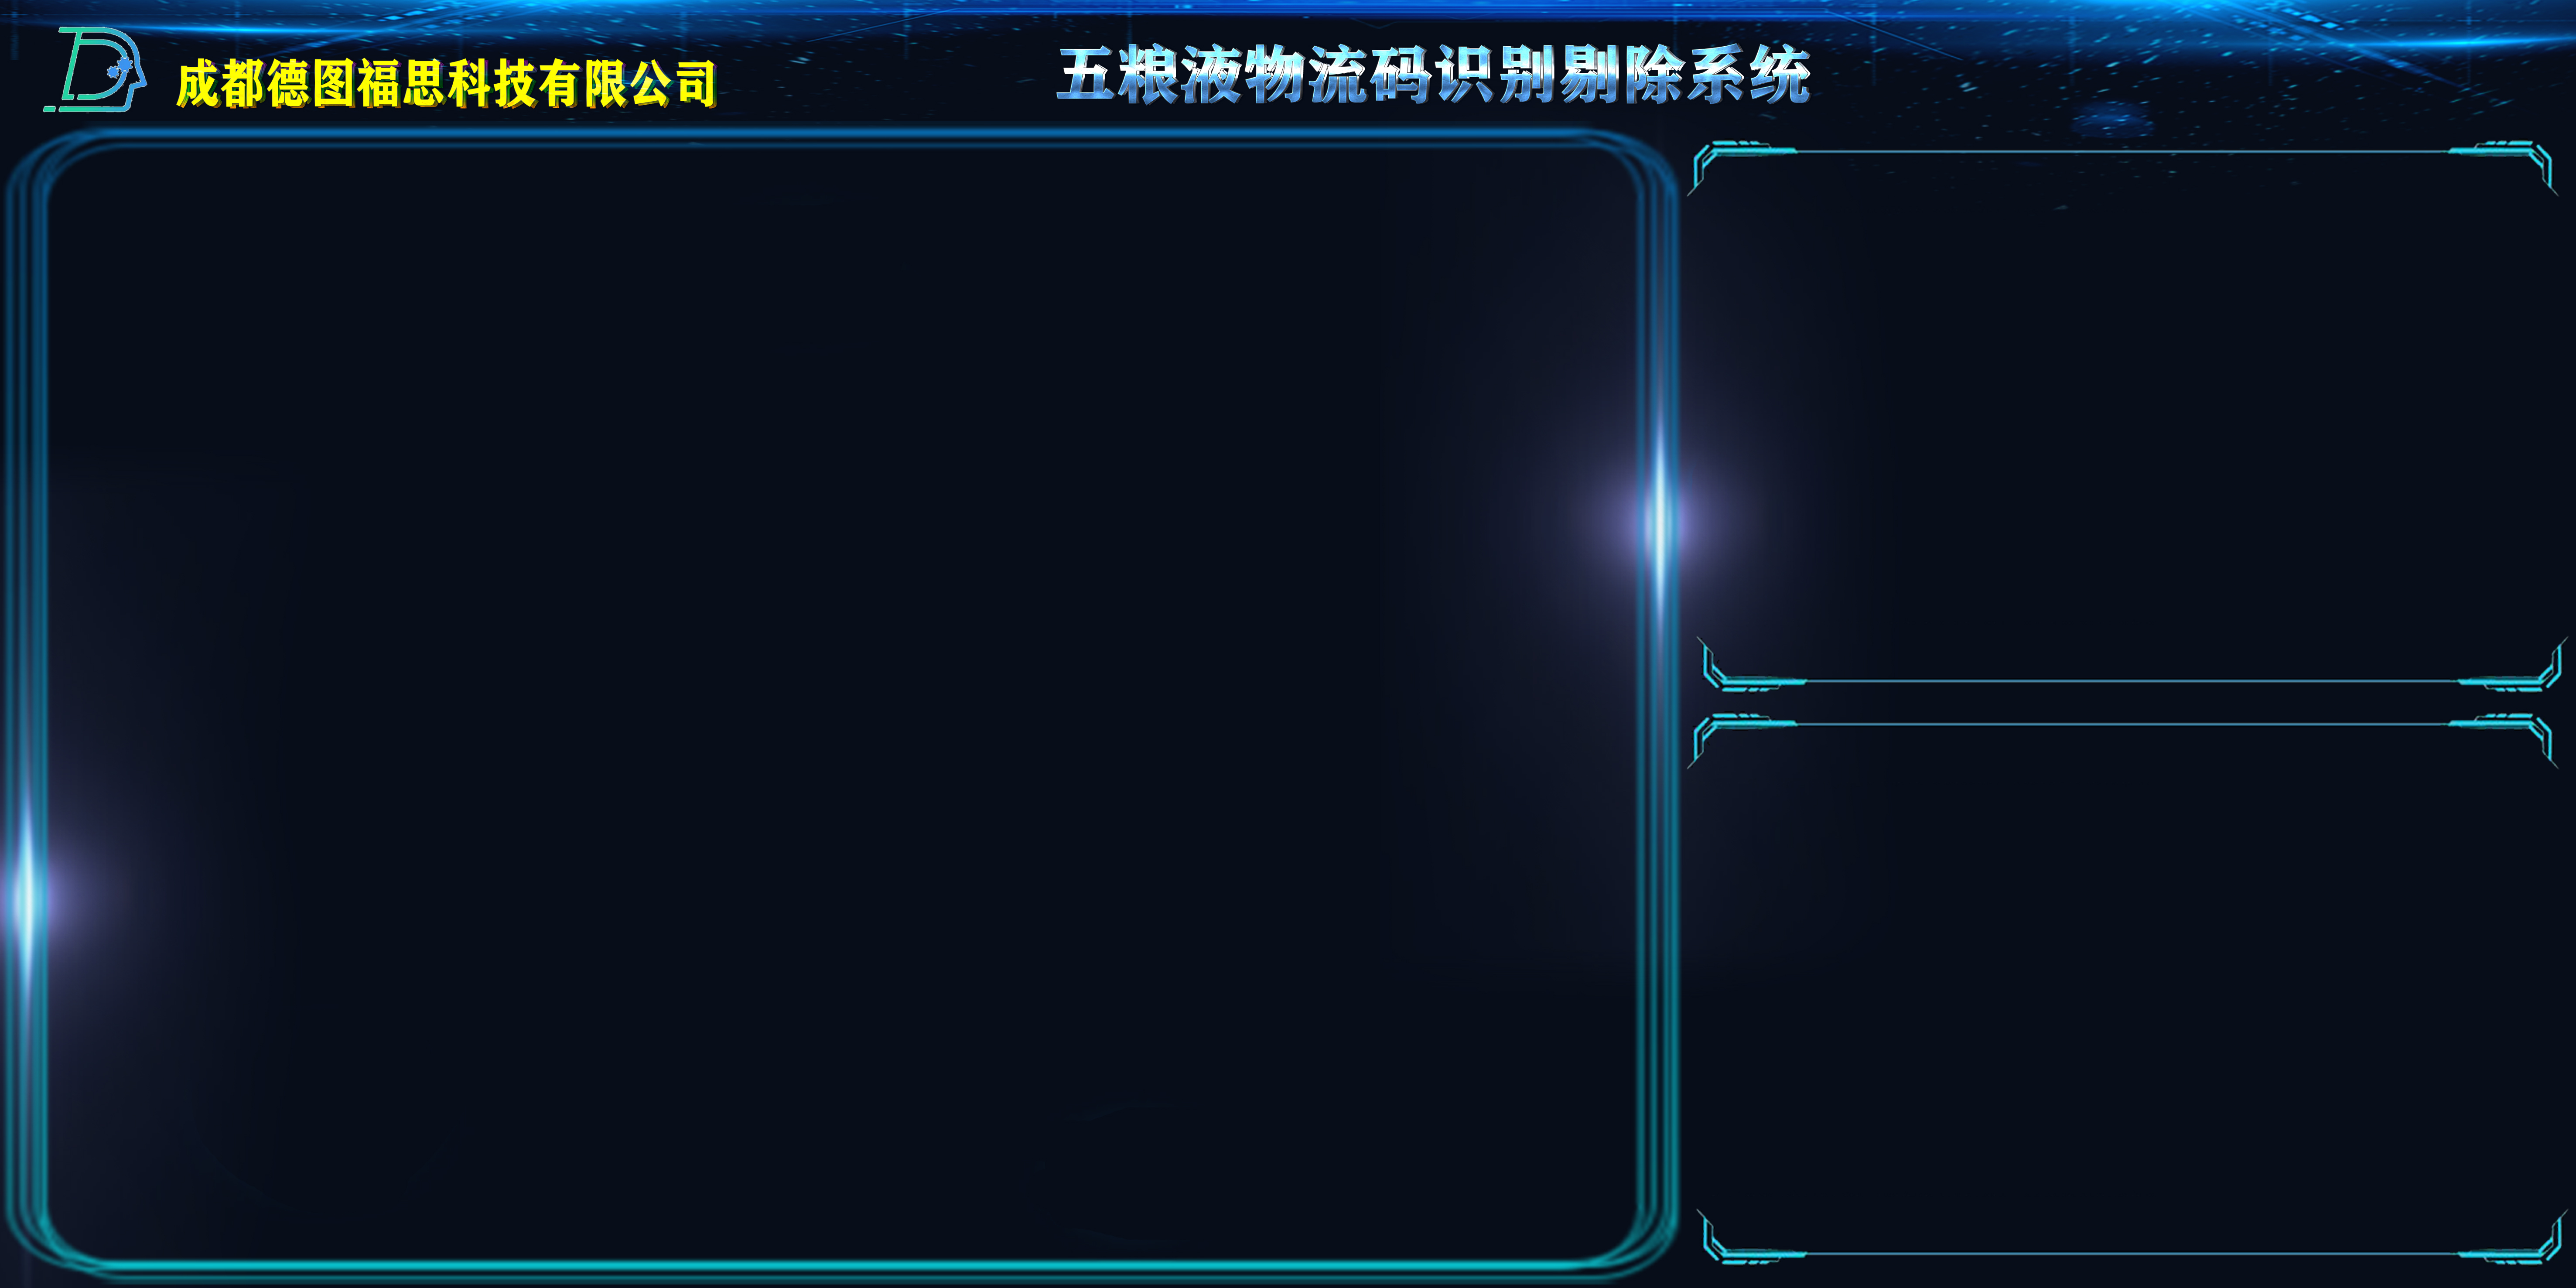 成都德图福思科技有限公司
五粮液物流码识别剔除系统